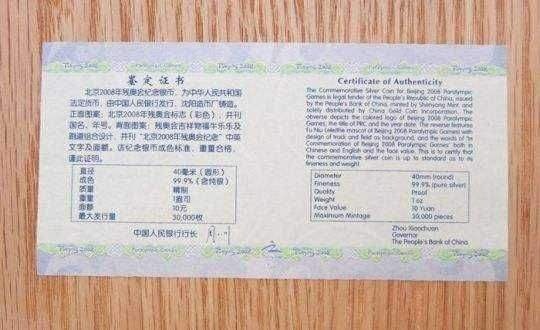 鉴定证书
北京2008年残奥会纪念银币，为中华人民共和国
法定货币，由中国人民银行发行，沈阳造币厂铸造。
正面图案：北京2008年残奥会标志（彩色），并刊
国名、年号。背面图案：残奥会吉祥物福牛乐乐及
跑道组合设计，并刊“北京2008年残奥会纪念”中英
文字及面额。该纪念银币成色标准、重量合格，
谨此证明。
直径 40毫米（圆形）
成色 99.9%（含纯银）
质量 精制
重量 1盎司
面额 10元
最大发行量 30,000枚
中国人民银行行长
Certificate of Authenticity
The Commemorative Silver Coin for Beijing 2008 Paralympic
Games is legal tender of the People's Republic of China, issued
by the People's Bank of China, minted by Shenyang Mint, and
solely distributed by China Gold Coin Incorporation. The
obverse depicts the colored logo of Beijing 2008 Paralympic
Games, the title of PRC and the year date. The reverse features
Fu Niu Lele(the mascot of Beijing 2008 Paralympic Games) with
design of track and field as background, and the words of "the
Commemoration of Beijing 2008 Paralympic Games" both in
Chinese and English and the face value. This is to certify that
the commemorative silver coin is up to standard as to its
fineness and weight.
Diameter 40mm (round)
Fineness 99.9% (pure silver)
Quality Proof
Weight 1 oz
Face Value 10 Yuan
Maximum Mintage 30,000 pieces
Zhou Xiaochuan
Governor
The People's Bank of China